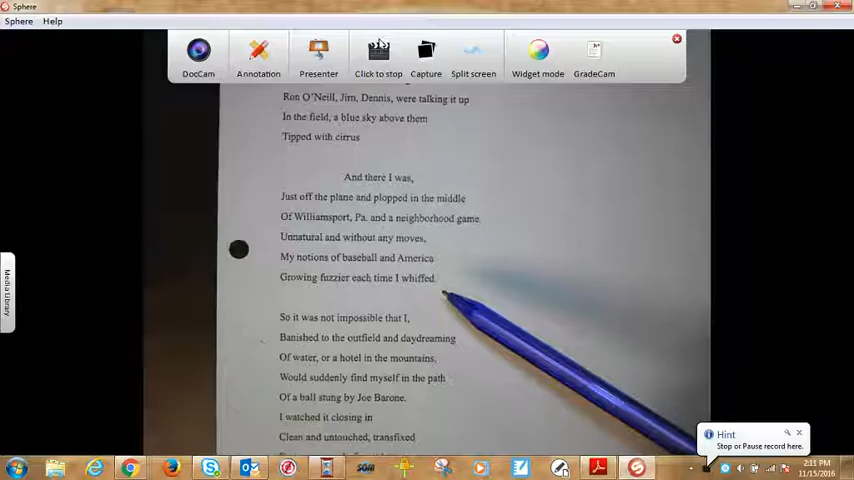 Sphere
Sphere Help
DocCam Annotation Presenter Click to stop Capture Split screen Widget mode GradeCam
Ron O'Neill, Jim, Dennis, were talking it up
In the field, a blue sky above them
Tipped with cirrus
And there I was,
Just off the plane and plopped in the middle
Of Williamsport, Pa. and a neighborhood game
Unnatural and without any moves,
My notions of baseball and America
Growing fuzzier each time I whiffed.
So it was not impossible that I,
Banished to the outfield and daydreaming
Of water, or a hotel in the mountains,
Would suddenly find myself in the path
Of a ball stung by Joe Barone.
I watched it closing in
Clean and untouched, transfixed
Media Library
Hint
Stop or Pause record here.
SOM
2:11 PM
11/15/2016